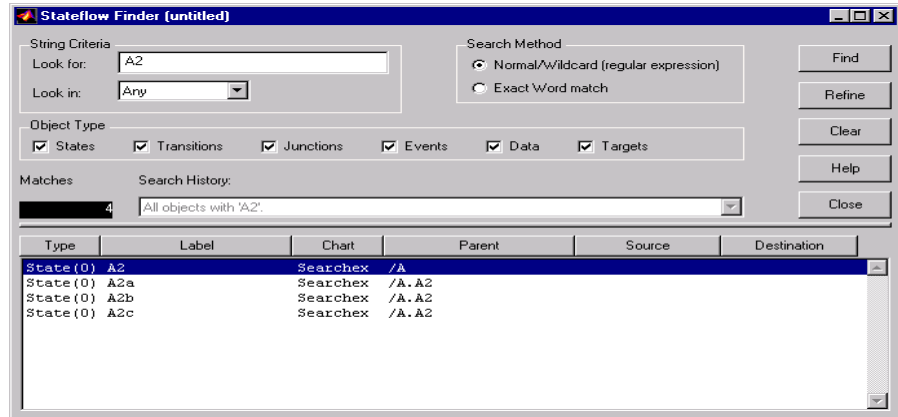 Stateflow Finder (untitled)
String Criteria
Look for: A2
Look in: Any
Search Method
Normal/Wildcard (regular expression)
Exact Word match
Find
Refine
Clear
Help
Close
Object Type
States Transitions Junctions Events Data Targets
Matches Search History:
4 All objects with 'A2'.
Type Label Chart Parent Source Destination
State(0) A2 Searchex /A
State(0) A2a Searchex /A.A2
State(0) A2b Searchex /A.A2
State(0) A2c Searchex /A.A2